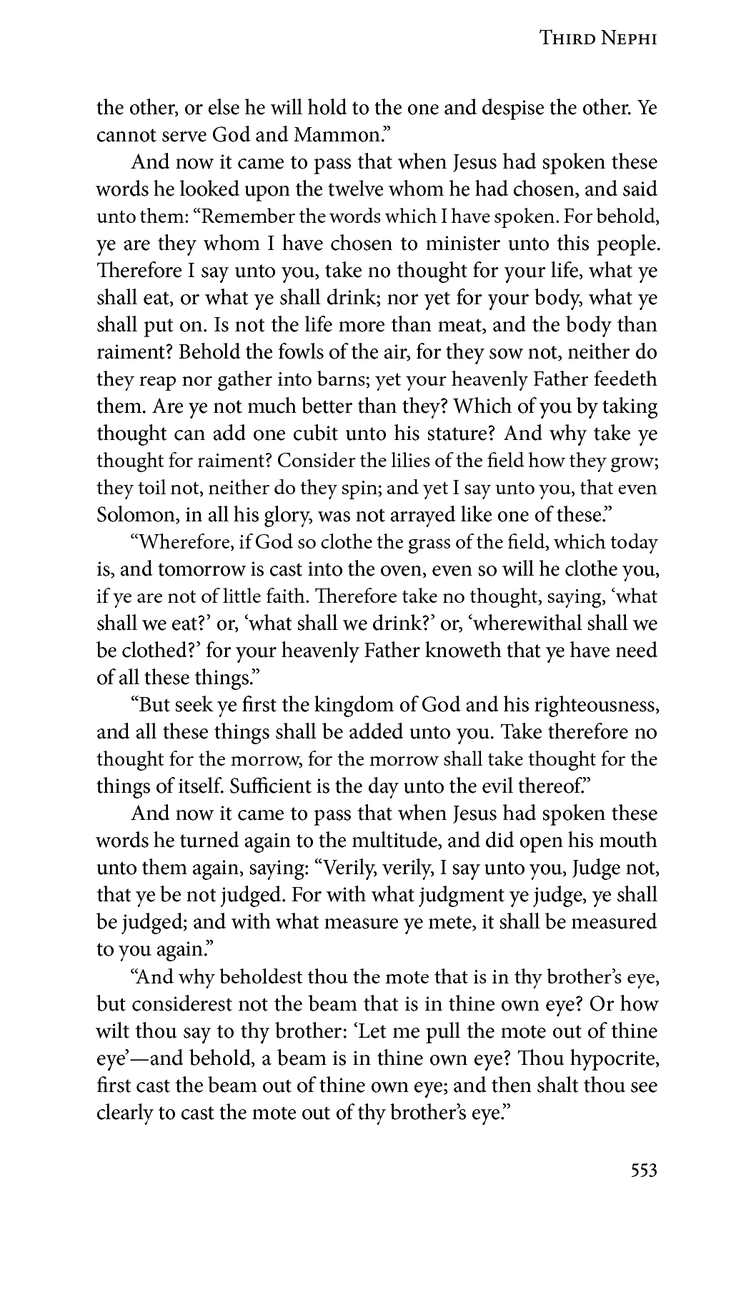 Third Nephi
the other, or else he will hold to the one and despise the other. Ye
cannot serve God and Mammon.”
And now it came to pass that when Jesus had spoken these
words he looked upon the twelve whom he had chosen, and said
unto them: “Remember the words which I have spoken. For behold,
ye are they whom I have chosen to minister unto this people.
Therefore I say unto you, take no thought for your life, what ye
shall eat, or what ye shall drink; nor yet for your body, what ye
shall put on. Is not the life more than meat, and the body than
raiment? Behold the fowls of the air, for they sow not, neither do
they reap nor gather into barns; yet your heavenly Father feedeth
them. Are ye not much better than they? Which of you by taking
thought can add one cubit unto his stature? And why take ye
thought for raiment? Consider the lilies of the field how they grow;
they toil not, neither do they spin; and yet I say unto you, that even
Solomon, in all his glory, was not arrayed like one of these.”
“Wherefore, if God so clothe the grass of the field, which today
is, and tomorrow is cast into the oven, even so will he clothe you,
if ye are not of little faith. Therefore take no thought, saying, ‘what
shall we eat?’ or, ‘what shall we drink?’ or, ‘wherewithal shall we
be clothed?’ for your heavenly Father knoweth that ye have need
of all these things.”
“But seek ye first the kingdom of God and his righteousness,
and all these things shall be added unto you. Take therefore no
thought for the morrow, for the morrow shall take thought for the
things of itself. Sufficient is the day unto the evil thereof.”
And now it came to pass that when Jesus had spoken these
words he turned again to the multitude, and did open his mouth
unto them again, saying: “Verily, verily, I say unto you, Judge not,
that ye be not judged. For with what judgment ye judge, ye shall
be judged; and with what measure ye mete, it shall be measured
to you again.”
“And why beholdest thou the mote that is in thy brother’s eye,
but considerest not the beam that is in thine own eye? Or how
wilt thou say to thy brother: ‘Let me pull the mote out of thine
eye’—and behold, a beam is in thine own eye? Thou hypocrite,
first cast the beam out of thine own eye; and then shalt thou see
clearly to cast the mote out of thy brother’s eye.”
553